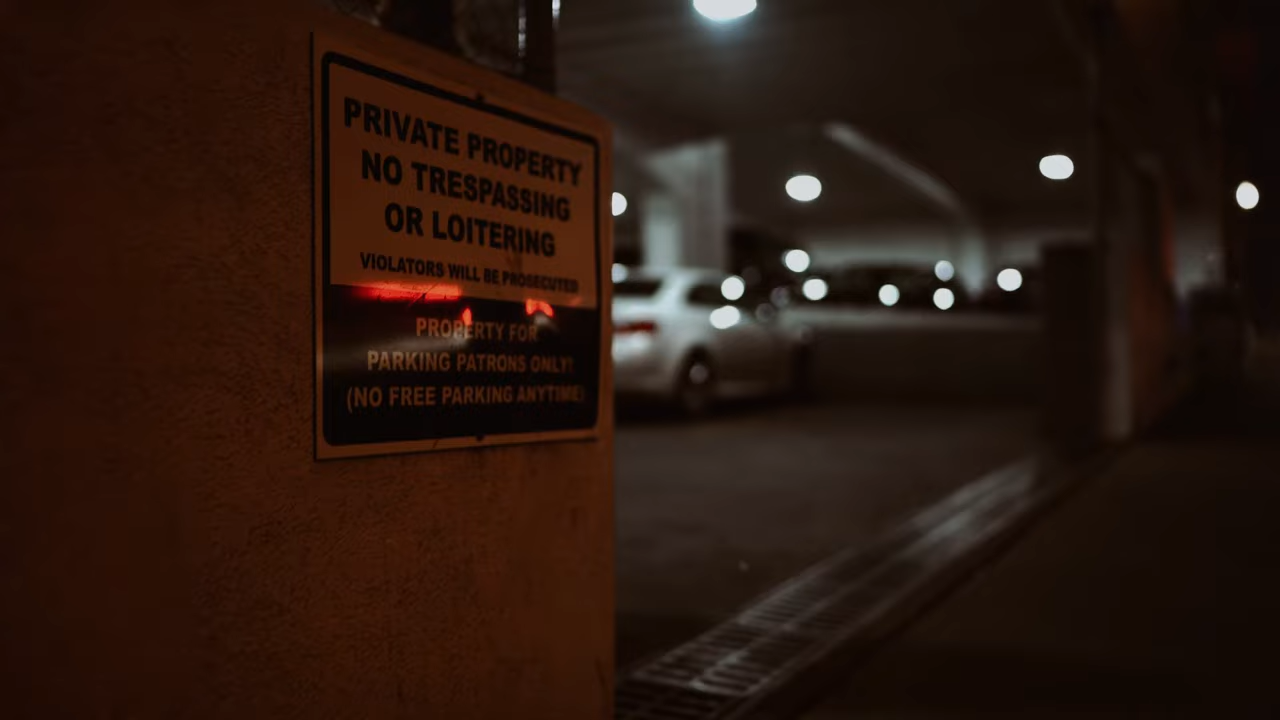 PRIVATE PROPERTY
NO TRESPASSING
OR LOITERING
VIOLATORS WILL BE PROSECUTED
PROPERTY FOR
PARKING PATRONS ONLY!
(NO FREE PARKING ANYTIME)